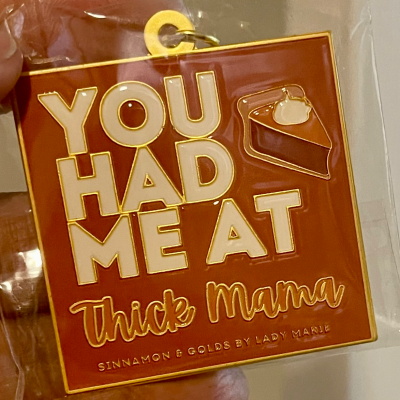 YOU
HAD
ME AT
Thick Mama
SINNAMON & GOLDS BY LADY MARIE